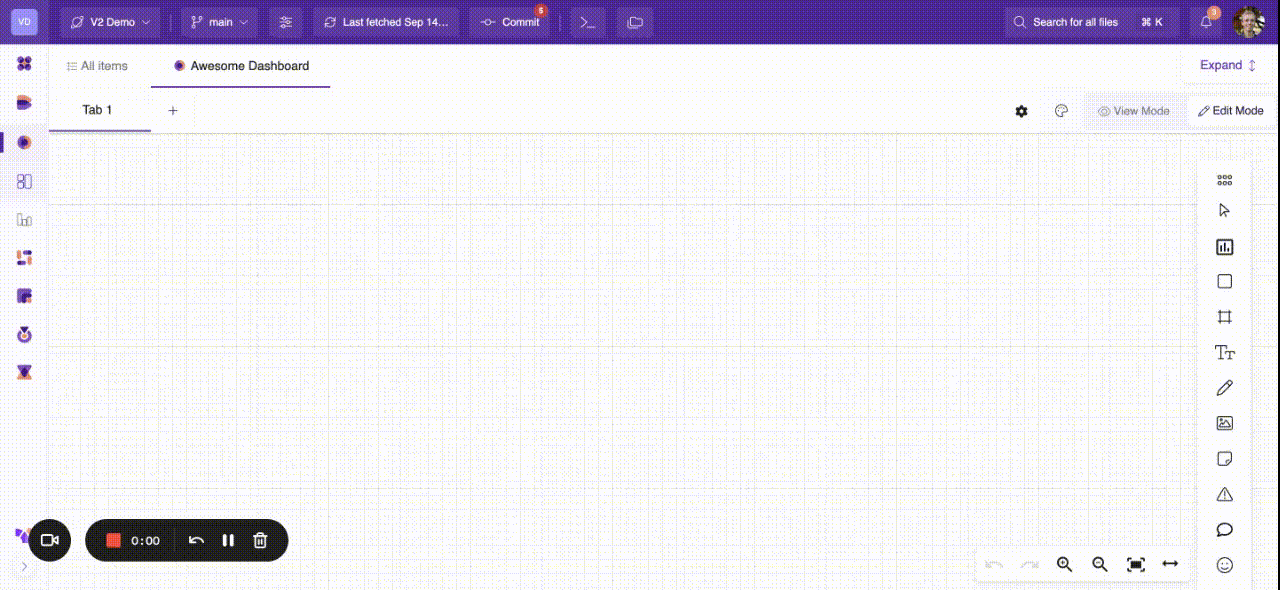 VD V2 Demo main Last fetched Sep 14... Commit 5 Search for all files ⌘ K 3
All items Awesome Dashboard Expand
Tab 1 + View Mode Edit Mode
Tт
0:00